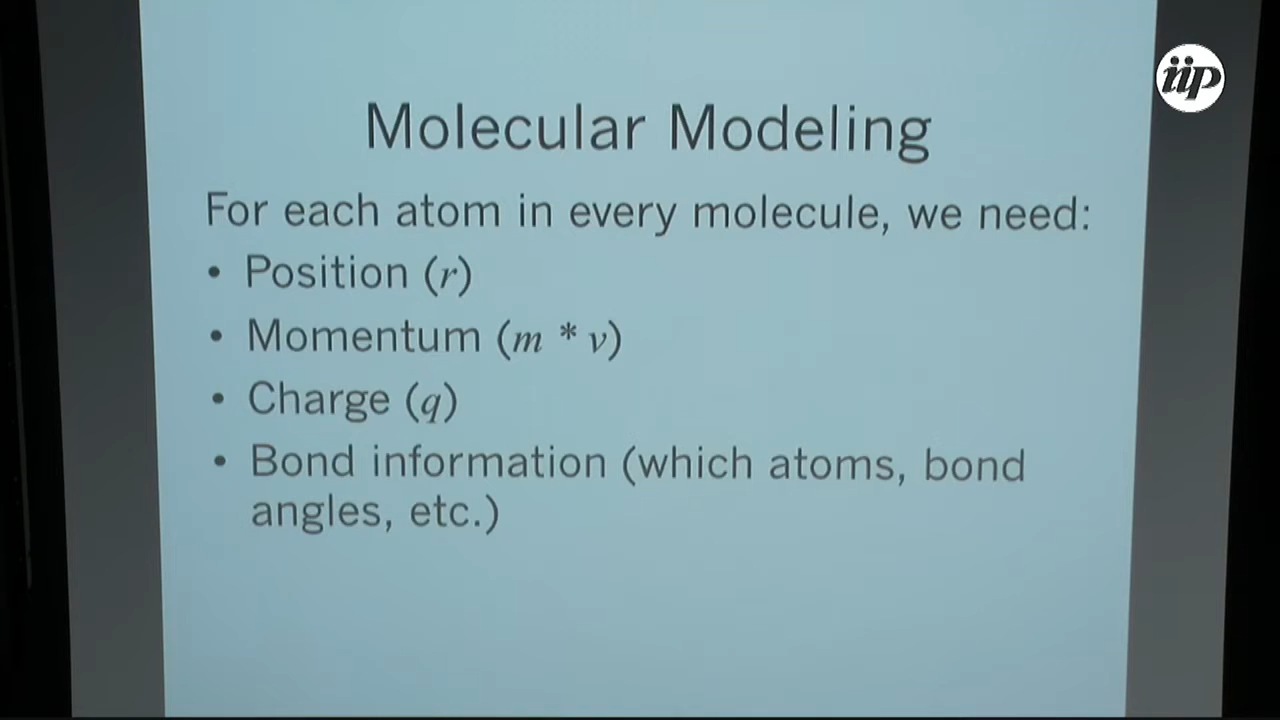 iip
Molecular Modeling
For each atom in every molecule, we need:
• Position (r)
• Momentum (m * v)
• Charge (q)
• Bond information (which atoms, bond
angles, etc.)